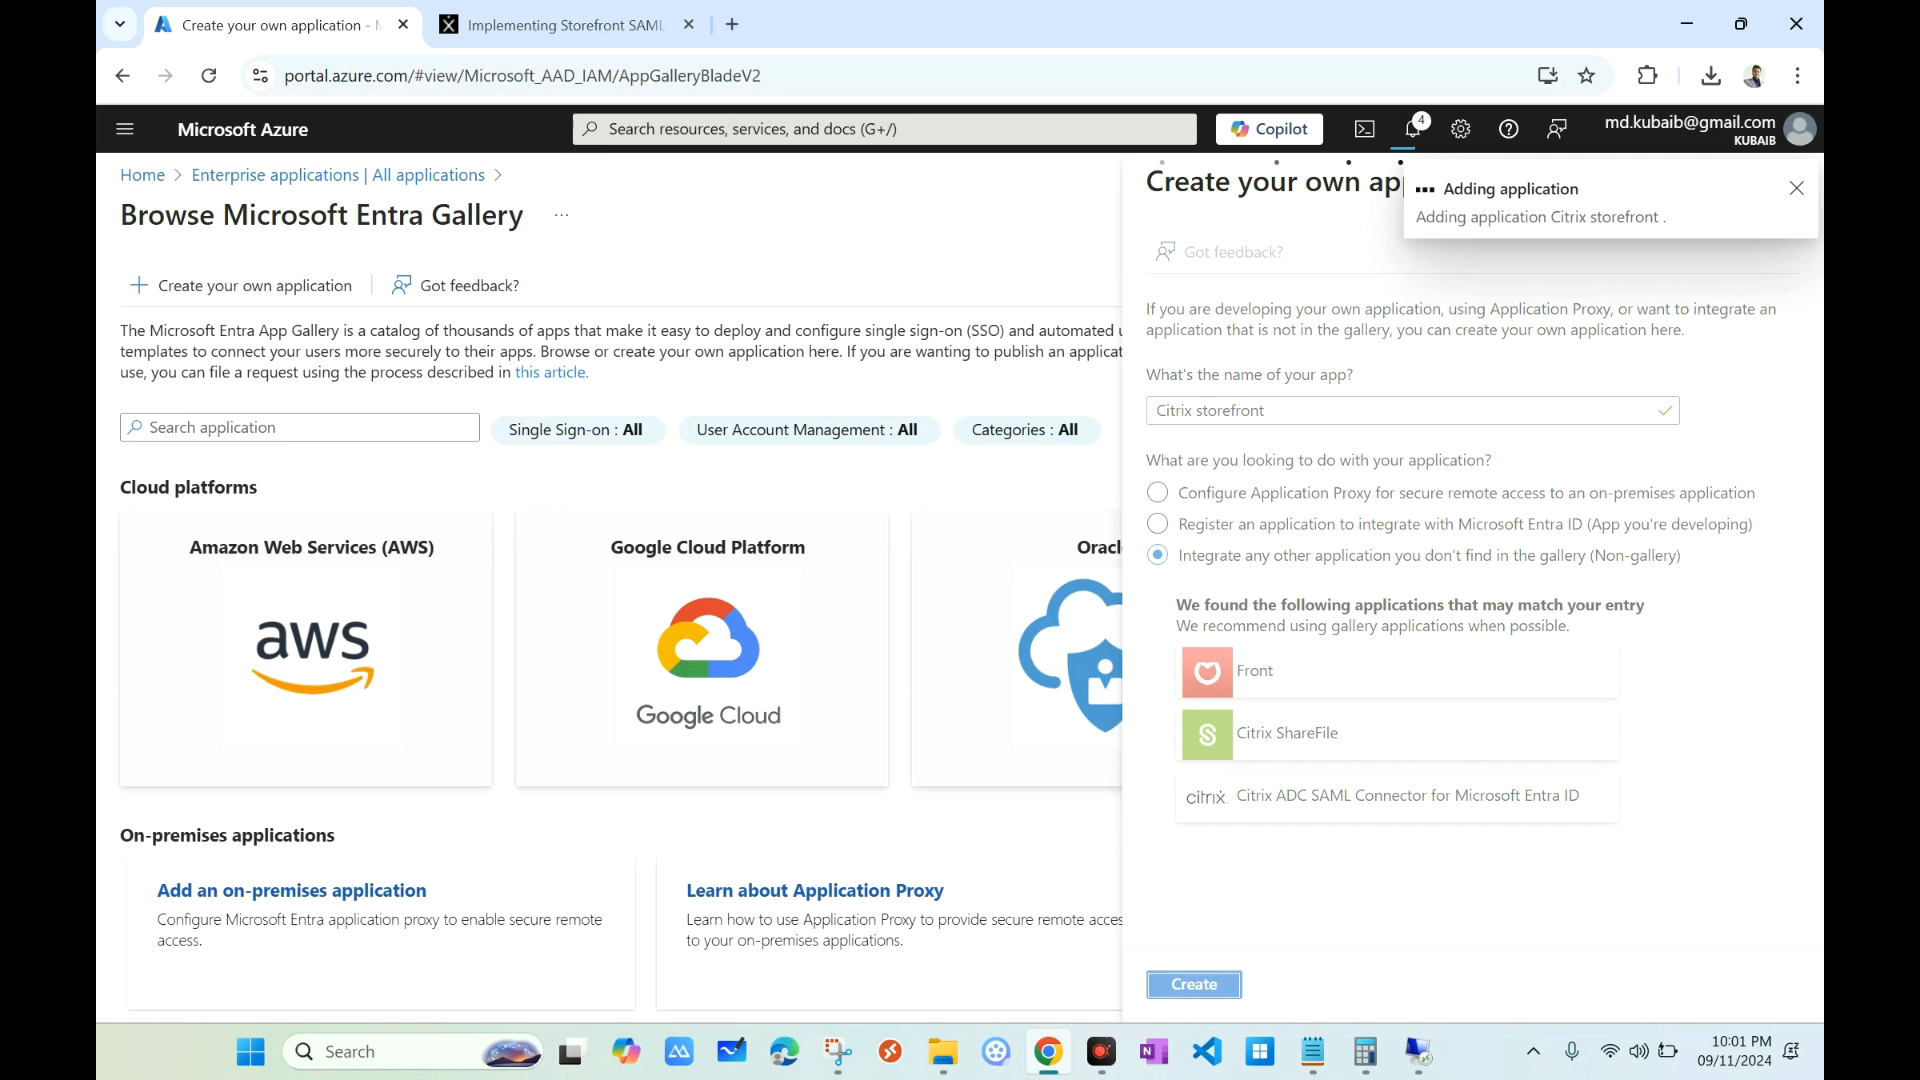 Create your own application - M
Implementing Storefront SAML
portal.azure.com/#view/Microsoft_AAD_IAM/AppGalleryBladeV2
Microsoft Azure
Search resources, services, and docs (G+/)
Copilot
4
md.kubaib@gmail.com
KUBAIB
Home > Enterprise applications | All applications >
Browse Microsoft Entra Gallery ...
Create your own application
Got feedback?
The Microsoft Entra App Gallery is a catalog of thousands of apps that make it easy to deploy and configure single sign-on (SSO) and automated u
templates to connect your users more securely to their apps. Browse or create your own application here. If you are wanting to publish an applicat
use, you can file a request using the process described in this article.
Search application
Single Sign-on : All
User Account Management : All
Categories : All
Cloud platforms
Amazon Web Services (AWS)
aws
Google Cloud Platform
Google Cloud
Oracl
On-premises applications
Add an on-premises application
Configure Microsoft Entra application proxy to enable secure remote
access.
Learn about Application Proxy
Learn how to use Application Proxy to provide secure remote acces
to your on-premises applications.
Create your own ap
Adding application
Adding application Citrix storefront .
Got feedback?
If you are developing your own application, using Application Proxy, or want to integrate an
application that is not in the gallery, you can create your own application here.
What's the name of your app?
Citrix storefront
What are you looking to do with your application?
Configure Application Proxy for secure remote access to an on-premises application
Register an application to integrate with Microsoft Entra ID (App you're developing)
Integrate any other application you don't find in the gallery (Non-gallery)
We found the following applications that may match your entry
We recommend using gallery applications when possible.
Front
Citrix ShareFile
citrix Citrix ADC SAML Connector for Microsoft Entra ID
Create
Search
10:01 PM
09/11/2024